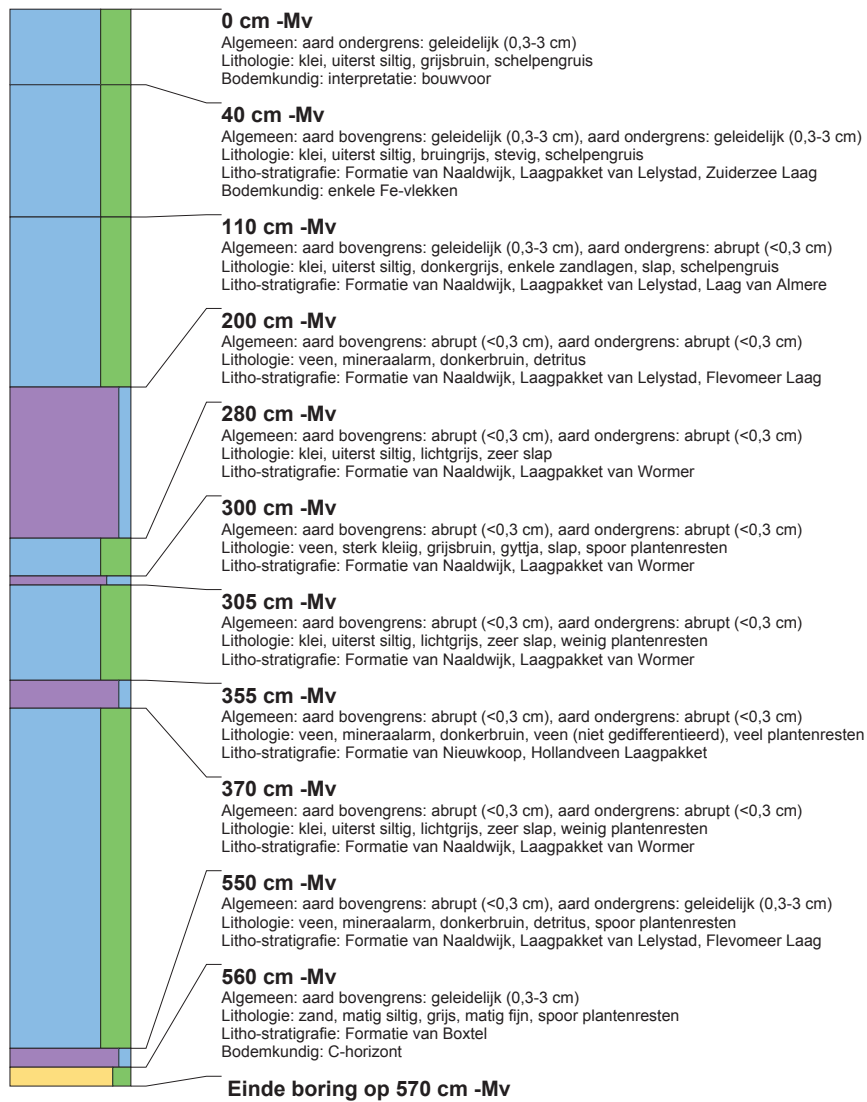 0 cm -Mv
Algemeen: aard ondergrens: geleidelijk (0,3-3 cm)
Lithologie: klei, uiterst siltig, grijsbruin, schelpengruis
Bodemkundig: interpretatie: bouwvoor
40 cm -Mv
Algemeen: aard bovengrens: geleidelijk (0,3-3 cm), aard ondergrens: geleidelijk (0,3-3 cm)
Lithologie: klei, uiterst siltig, bruingrijs, stevig, schelpengruis
Litho-stratigrafie: Formatie van Naaldwijk, Laagpakket van Lelystad, Zuiderzee Laag
Bodemkundig: enkele Fe-vlekken
110 cm -Mv
Algemeen: aard bovengrens: geleidelijk (0,3-3 cm), aard ondergrens: abrupt (<0,3 cm)
Lithologie: klei, uiterst siltig, donkergrijs, enkele zandlagen, slap, schelpengruis
Litho-stratigrafie: Formatie van Naaldwijk, Laagpakket van Lelystad, Laag van Almere
200 cm -Mv
Algemeen: aard bovengrens: abrupt (<0,3 cm), aard ondergrens: abrupt (<0,3 cm)
Lithologie: veen, mineraalarm, donkerbruin, detritus
Litho-stratigrafie: Formatie van Naaldwijk, Laagpakket van Lelystad, Flevomeer Laag
280 cm -Mv
Algemeen: aard bovengrens: abrupt (<0,3 cm), aard ondergrens: abrupt (<0,3 cm)
Lithologie: klei, uiterst siltig, lichtgrijs, zeer slap
Litho-stratigrafie: Formatie van Naaldwijk, Laagpakket van Wormer
300 cm -Mv
Algemeen: aard bovengrens: abrupt (<0,3 cm), aard ondergrens: abrupt (<0,3 cm)
Lithologie: veen, sterk kleiig, grijsbruin, gyttja, slap, spoor plantenresten
Litho-stratigrafie: Formatie van Naaldwijk, Laagpakket van Wormer
305 cm -Mv
Algemeen: aard bovengrens: abrupt (<0,3 cm), aard ondergrens: abrupt (<0,3 cm)
Lithologie: klei, uiterst siltig, lichtgrijs, zeer slap, weinig plantenresten
Litho-stratigrafie: Formatie van Naaldwijk, Laagpakket van Wormer
355 cm -Mv
Algemeen: aard bovengrens: abrupt (<0,3 cm), aard ondergrens: abrupt (<0,3 cm)
Lithologie: veen, mineraalarm, donkerbruin, veen (niet gedifferentieerd), veel plantenresten
Litho-stratigrafie: Formatie van Nieuwkoop, Hollandveen Laagpakket
370 cm -Mv
Algemeen: aard bovengrens: abrupt (<0,3 cm), aard ondergrens: abrupt (<0,3 cm)
Lithologie: klei, uiterst siltig, lichtgrijs, zeer slap, weinig plantenresten
Litho-stratigrafie: Formatie van Naaldwijk, Laagpakket van Wormer
550 cm -Mv
Algemeen: aard bovengrens: abrupt (<0,3 cm), aard ondergrens: geleidelijk (0,3-3 cm)
Lithologie: veen, mineraalarm, donkerbruin, detritus, spoor plantenresten
Litho-stratigrafie: Formatie van Naaldwijk, Laagpakket van Lelystad, Flevomeer Laag
560 cm -Mv
Algemeen: aard bovengrens: geleidelijk (0,3-3 cm)
Lithologie: zand, matig siltig, grijs, matig fijn, spoor plantenresten
Litho-stratigrafie: Formatie van Boxtel
Bodemkundig: C-horizont
Einde boring op 570 cm -Mv